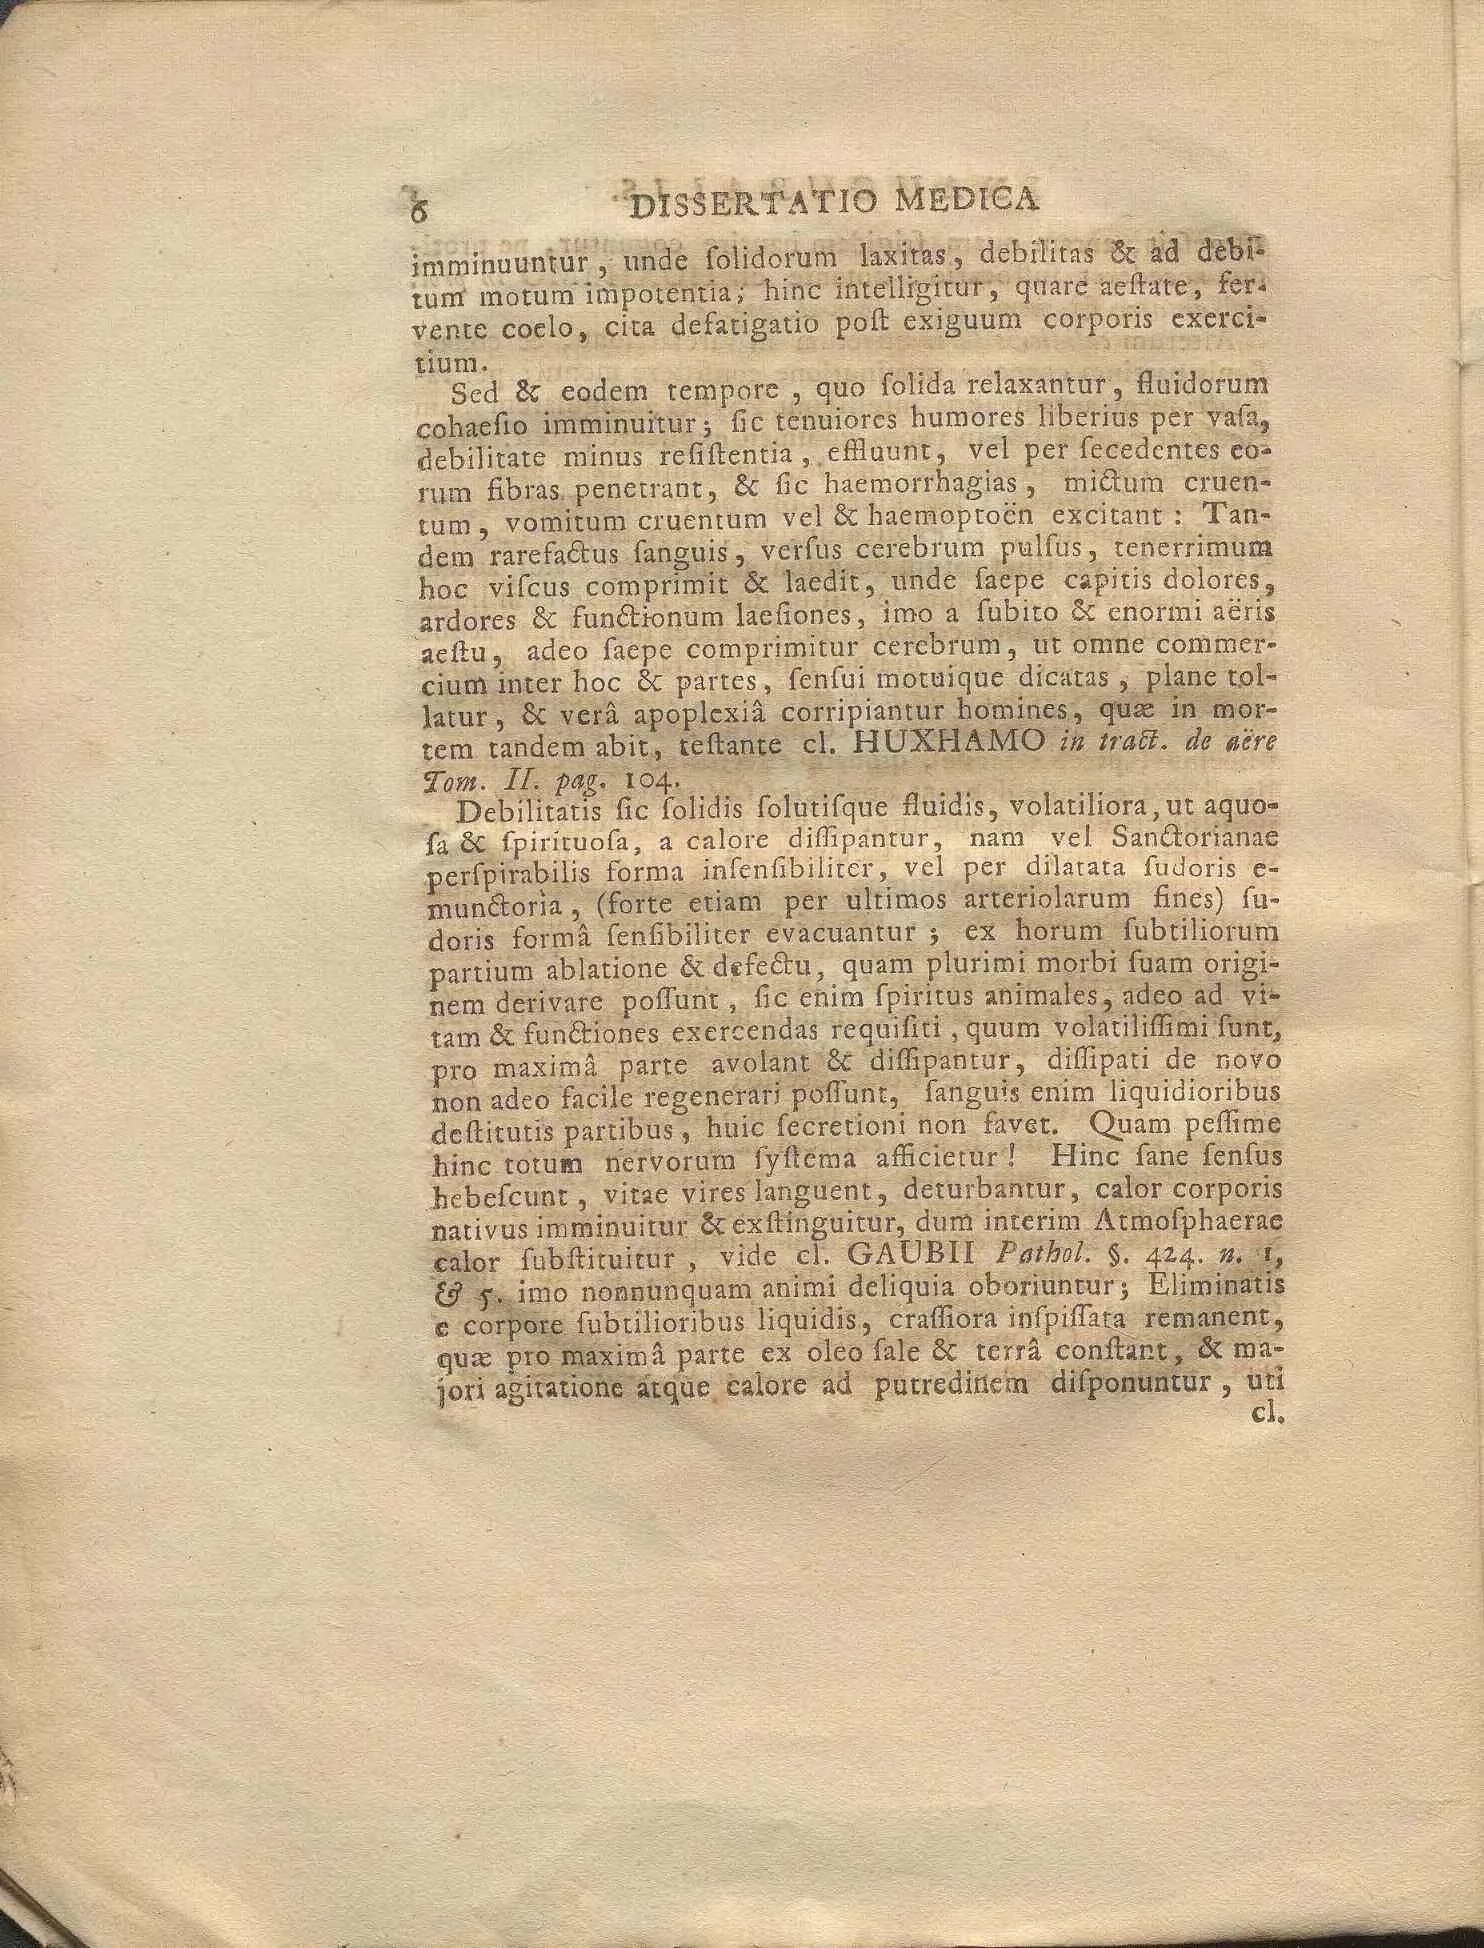 6 DISSERTATIO MEDICA
imminuuntur, unde ſolidorum laxitas, debilitas & ad debi-
tum motum impotentia; hinc intelligitur, quare aeſtate, fer-
vente coelo, cita defatigatio poſt exiguum corporis exerci-
tium.
Sed & eodem tempore, quo ſolida relaxantur, fluidorum
cohaeſio imminuitur; ſic tenuiores humores liberius per vaſa,
debilitate minus reſiſtentia, effluunt, vel per ſecedentes eo-
rum fibras penetrant, & ſic haemorrhagias, mictum cruen-
tum, vomitum cruentum vel & haemoptoën excitant: Tan-
dem rarefactus ſanguis, verſus cerebrum pulſus, tenerrimum
hoc viſcus comprimit & laedit, unde ſaepe capitis dolores,
ardores & functionum laeſiones, imo a ſubito & enormi aëris
aeſtu, adeo ſaepe comprimitur cerebrum, ut omne commer-
cium inter hoc & partes, ſenſui motuique dicatas, plane tol-
latur, & verâ apoplexiâ corripiantur homines, quæ in mor-
tem tandem abit, teſtante cl. HUXHAMO in tract. de aëre
Tom. II. pag. 104.
Debilitatis ſic ſolidis ſolutiſque fluidis, volatiliora, ut aquo-
ſa & ſpirituoſa, a calore diſſipantur, nam vel Sanctorianae
perſpirabilis forma inſenſibiliter, vel per dilatata ſudoris e-
munctoria, (forte etiam per ultimos arteriolarum fines) ſu-
doris formâ ſenſibiliter evacuantur; ex horum ſubtiliorum
partium ablatione & defectu, quam plurimi morbi ſuam origi-
nem derivare poſſunt, ſic enim ſpiritus animales, adeo ad vi-
tam & functiones exercendas requiſiti, quum volatiliſſimi ſunt,
pro maximâ parte avolant & diſſipantur, diſſipati de novo
non adeo facile regenerari poſſunt, ſanguis enim liquidioribus
deſtitutis partibus, huic ſecretioni non favet. Quam peſſime
hinc totum nervorum ſyſtema afficietur! Hinc ſane ſenſus
hebeſcunt, vitae vires languent, deturbantur, calor corporis
nativus imminuitur & exſtinguitur, dum interim Atmoſphaerae
calor ſubſtituitur, vide cl. GAUBII Pathol. §. 424. n. 1,
& 5. imo nonnunquam animi deliquia oboriuntur; Eliminatis
e corpore ſubtilioribus liquidis, craſſiora inſpiſſata remanent,
quæ pro maximâ parte ex oleo ſale & terrâ conſtant, & ma-
jori agitatione atque calore ad putredinem diſponuntur, uti
cl.